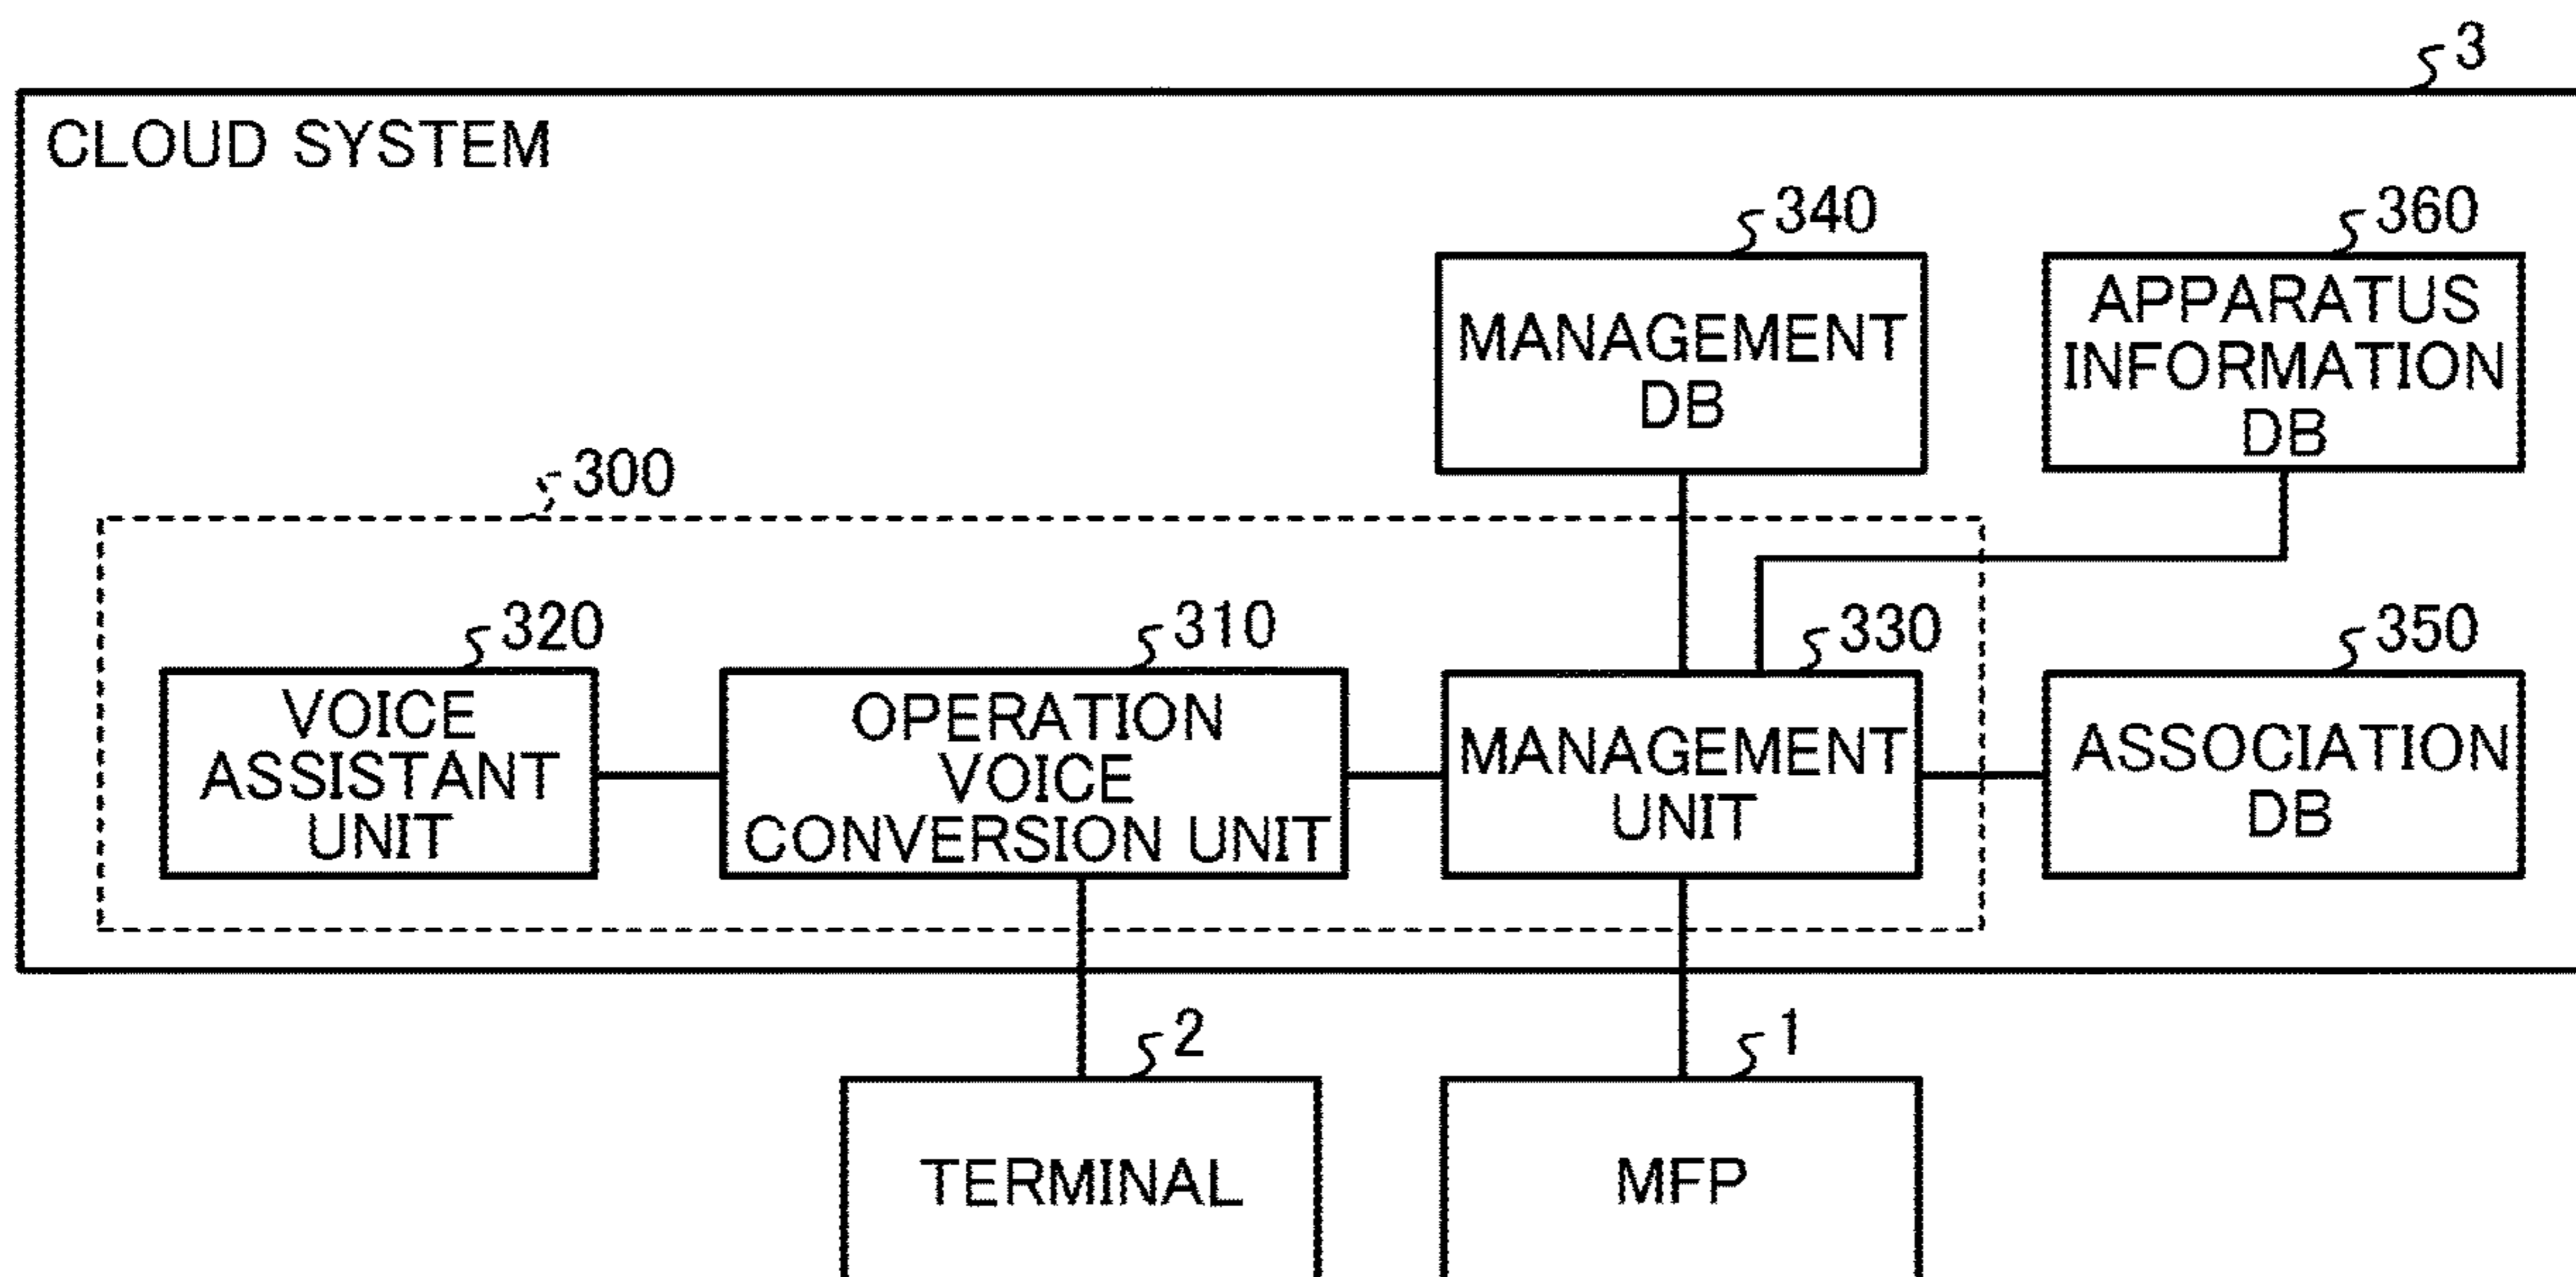 3
CLOUD SYSTEM
340
360
MANAGEMENT
DB
APPARATUS
INFORMATION
DB
300
320
310
330
350
VOICE
ASSISTANT
UNIT
OPERATION
VOICE
CONVERSION UNIT
MANAGEMENT
UNIT
ASSOCIATION
DB
2
1
TERMINAL
MFP